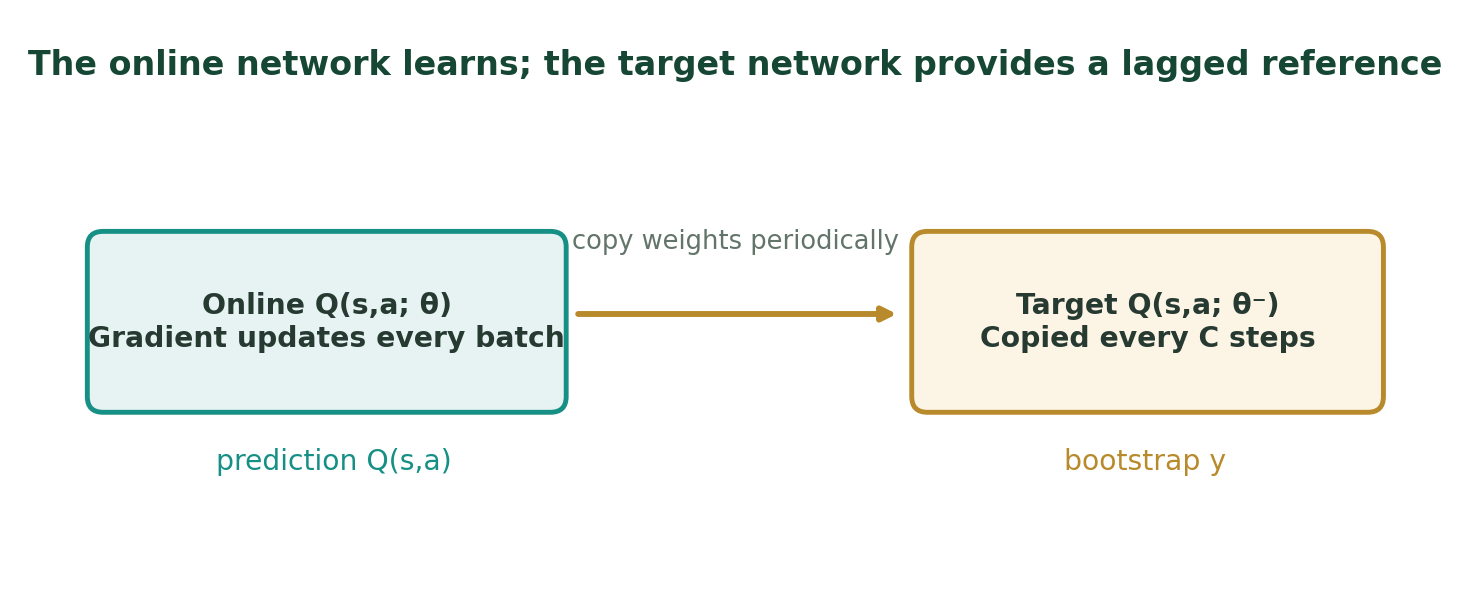 The online network learns; the target network provides a lagged reference
copy weights periodically
Online Q(s,a; θ)
Gradient updates every batch
Target Q(s,a; θ⁻)
Copied every C steps
prediction Q(s,a)
bootstrap y